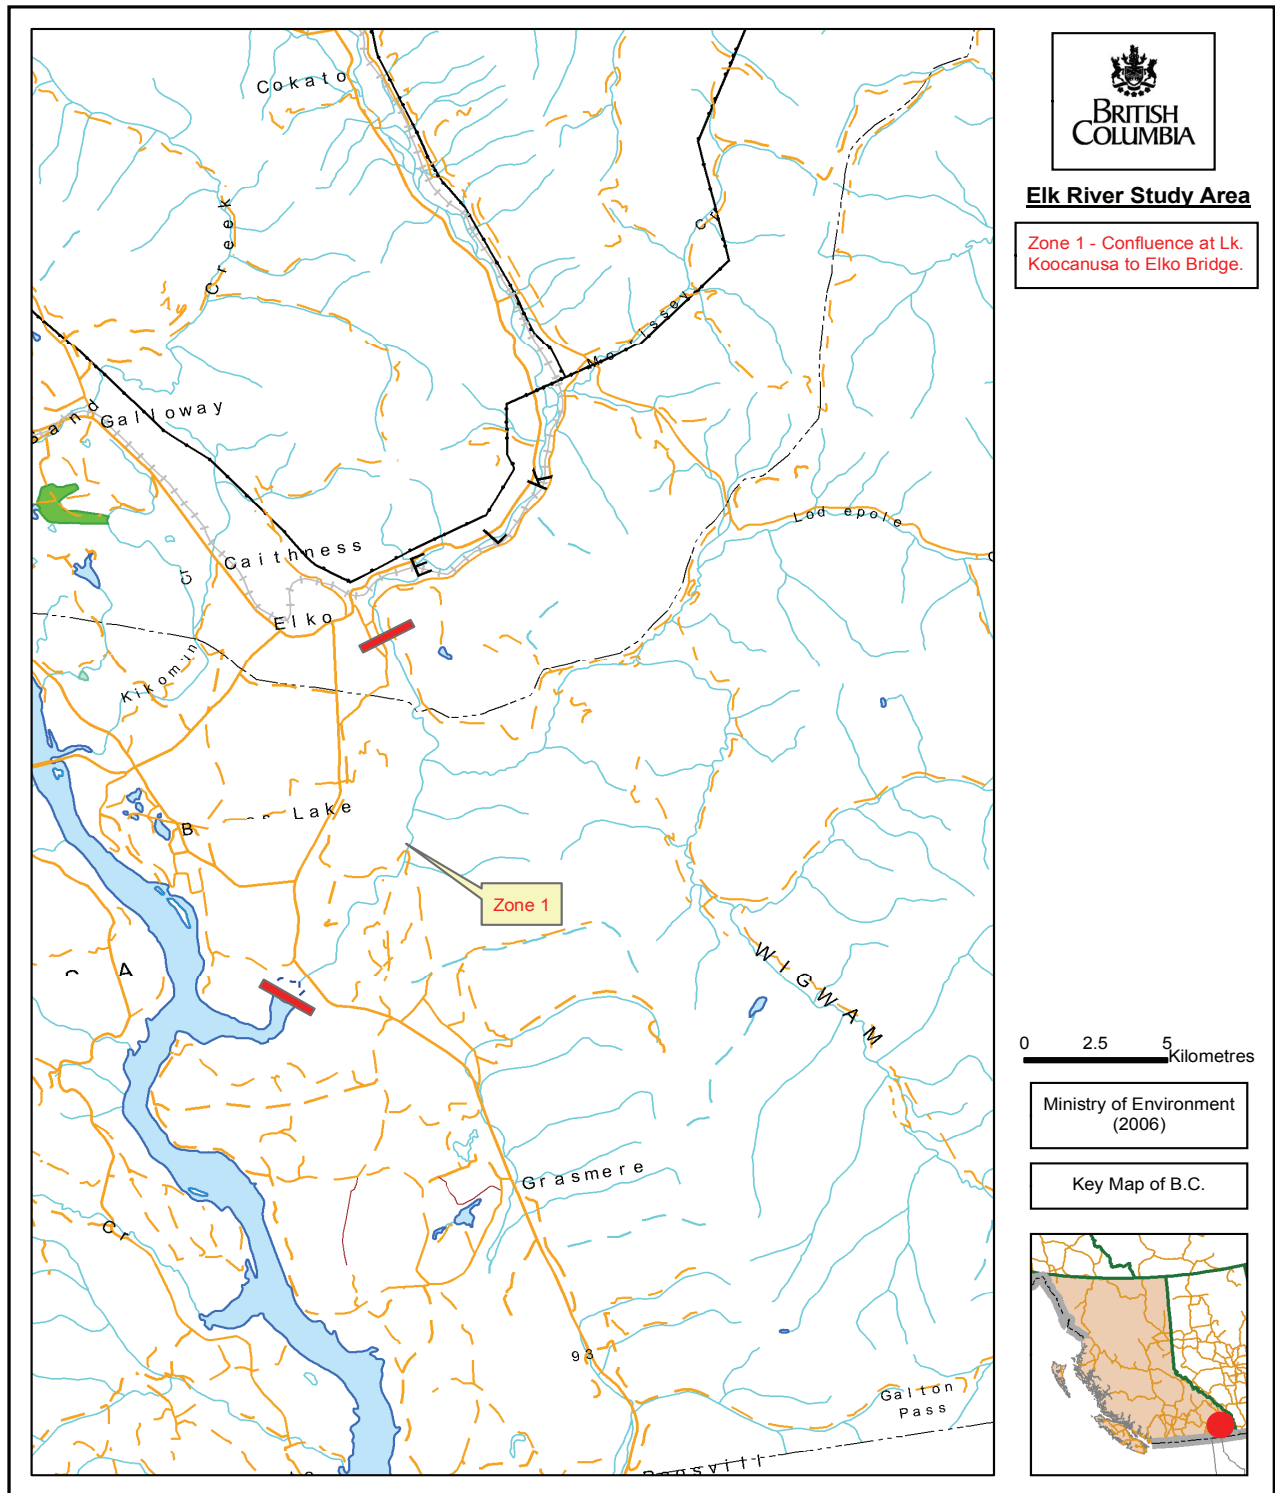 Cokato
Creek
Cr
Morrissey
Sand
Galloway
K
L
E
Lodgepole
Caithness
Cr
Elko
Kikomun
Lake
B
Zone 1
A
WIGWAM
Grasmere
Cr
93
Galton
Pass
BRITISH
COLUMBIA
Elk River Study Area
Zone 1 - Confluence at Lk.
Koocanusa to Elko Bridge.
0 2.5 5
Kilometres
Ministry of Environment
(2006)
Key Map of B.C.